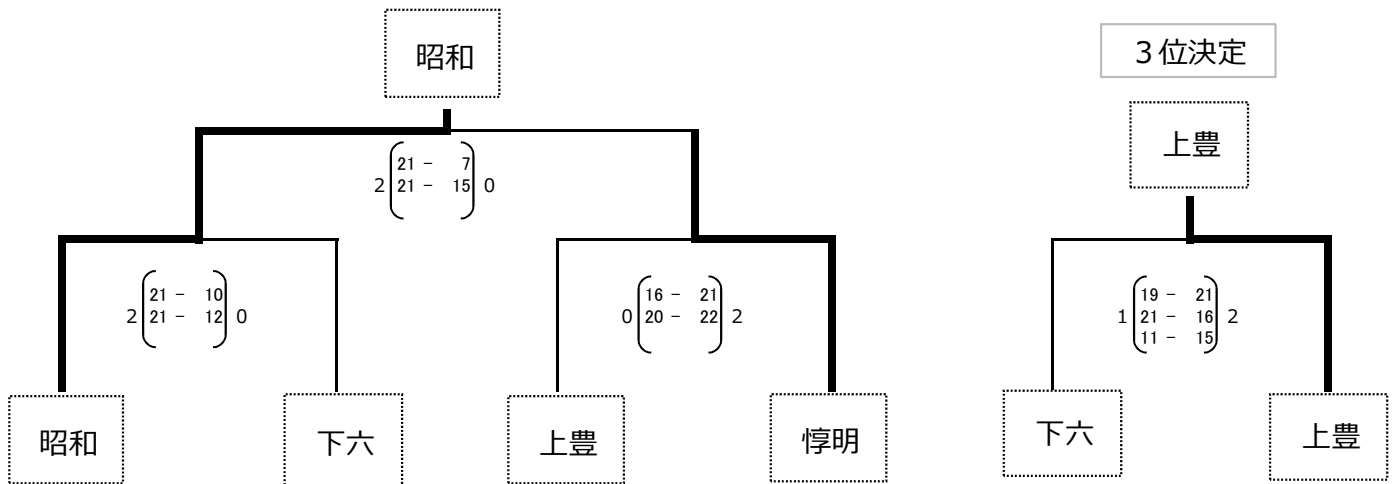 昭和
2 21 - 7 0
21 - 15
2 21 - 10 0
21 - 12
0 16 - 21 2
20 - 22
昭和
下六
上豊
惇明
３位決定
上豊
19 - 21
1 21 - 16 2
11 - 15
下六
上豊